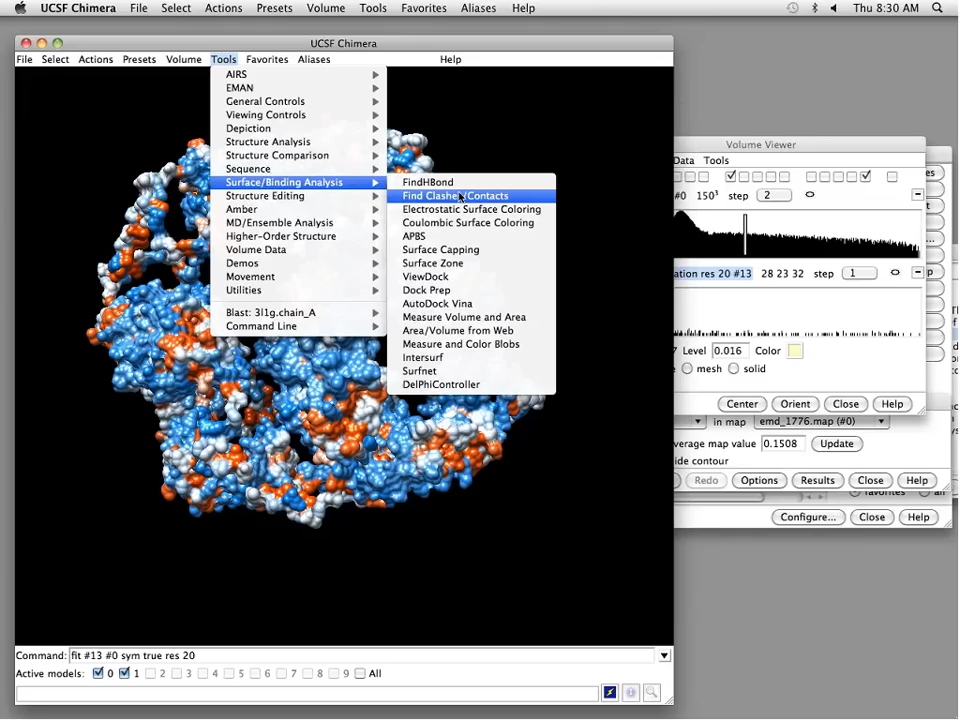 UCSF Chimera File Select Actions Presets Volume Tools Favorites Aliases Help Thu 8:30 AM
UCSF Chimera
File Select Actions Presets Volume Tools Favorites Aliases Help
AIRS
EMAN
General Controls
Viewing Controls
Depiction
Structure Analysis
Structure Comparison
Sequence
Surface/Binding Analysis
Structure Editing
Amber
MD/Ensemble Analysis
Higher-Order Structure
Volume Data
Demos
Movement
Utilities
Blast: 3l1g.chain_A
Command Line
FindHBond
Find Clashes/Contacts
Electrostatic Surface Coloring
Coulombic Surface Coloring
APBS
Surface Capping
Surface Zone
ViewDock
Dock Prep
AutoDock Vina
Measure Volume and Area
Area/Volume from Web
Measure and Color Blobs
Intersurf
Surfnet
DelPhiController
Volume Viewer
Data Tools
#0 150³ step 2
ation res 20 #13 28 23 32 step 1
7 Level 0.016 Color
mesh solid
Center Orient Close Help
in map emd_1776.map (#0)
verage map value 0.1508 Update
ide contour
Redo Options Results Close Help
favorites all
Configure... Close Help
Command: fit #13 #0 sym true res 20
Active models: 0 1 2 3 4 5 6 7 8 9 All